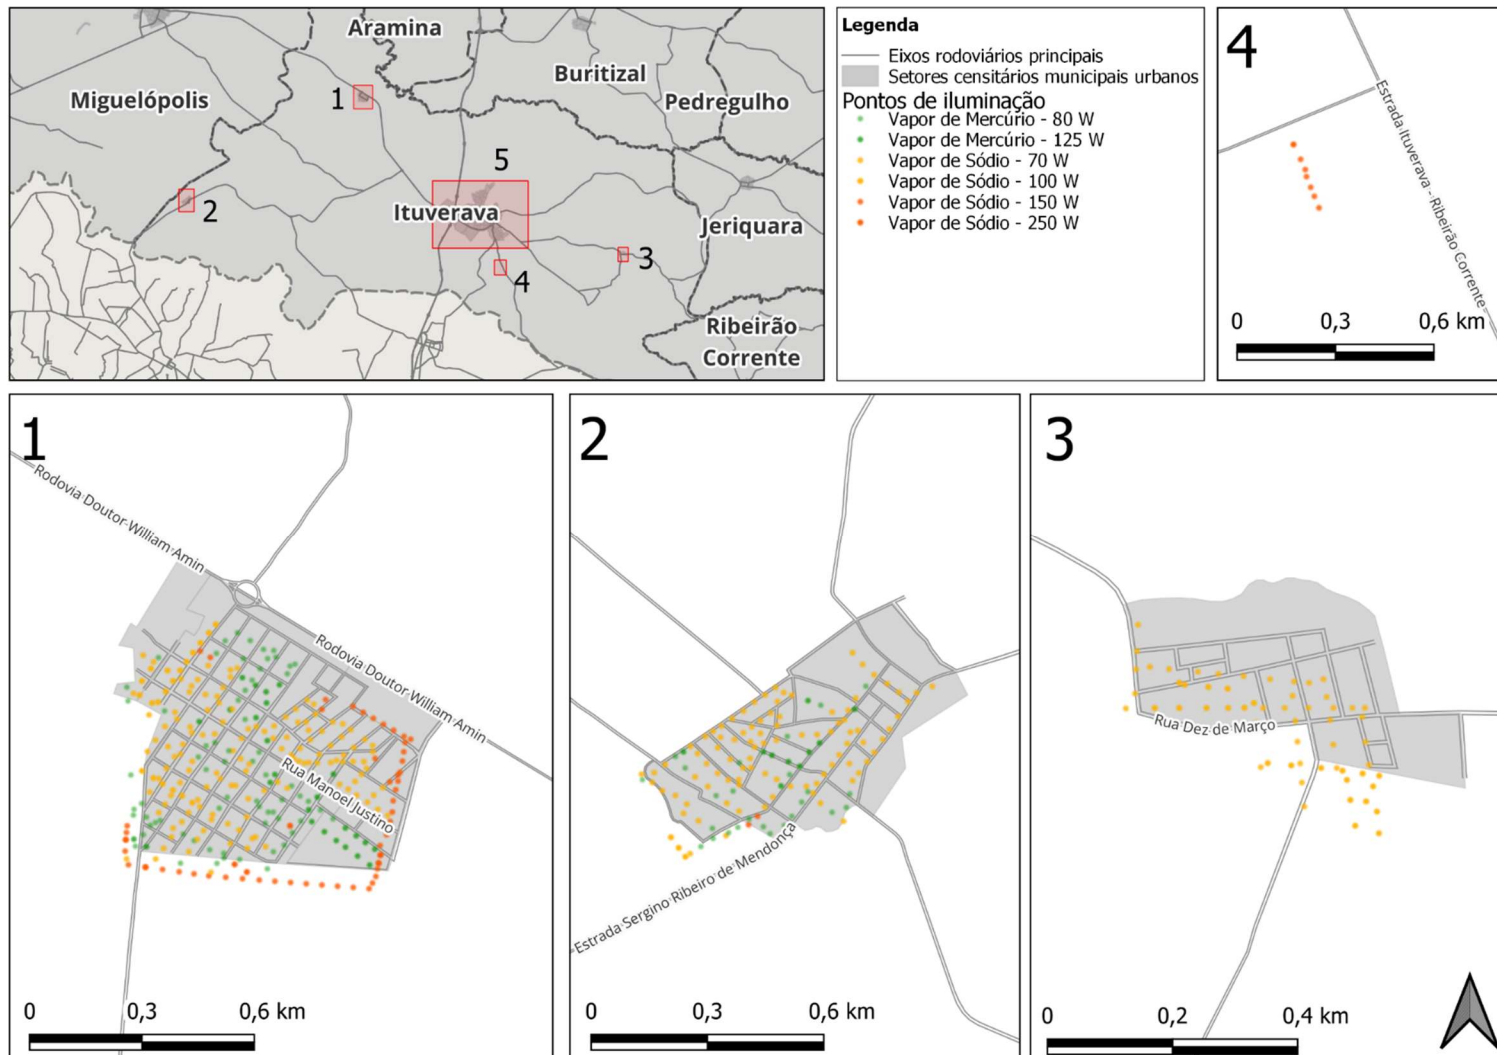 Aramina
Miguelópolis
Buritizal
Pedregulho
1
2
5
Ituverava
Jeriquara
3
4
Ribeirão
Corrente
Legenda
Eixos rodoviários principais
Setores censitários municipais urbanos
Pontos de iluminação
Vapor de Mercúrio - 80 W
Vapor de Mercúrio - 125 W
Vapor de Sódio - 70 W
Vapor de Sódio - 100 W
Vapor de Sódio - 150 W
Vapor de Sódio - 250 W
4
Estrada Ituverava - Ribeirão Corrente
0 0,3 0,6 km
1
Rodovia Doutor William Amin
Rodovia Doutor William Amin
Rua Manoel Justino
0 0,3 0,6 km
2
Estrada Sergino Ribeiro de Mendonça
0 0,3 0,6 km
3
Rua Dez de Março
0 0,2 0,4 km